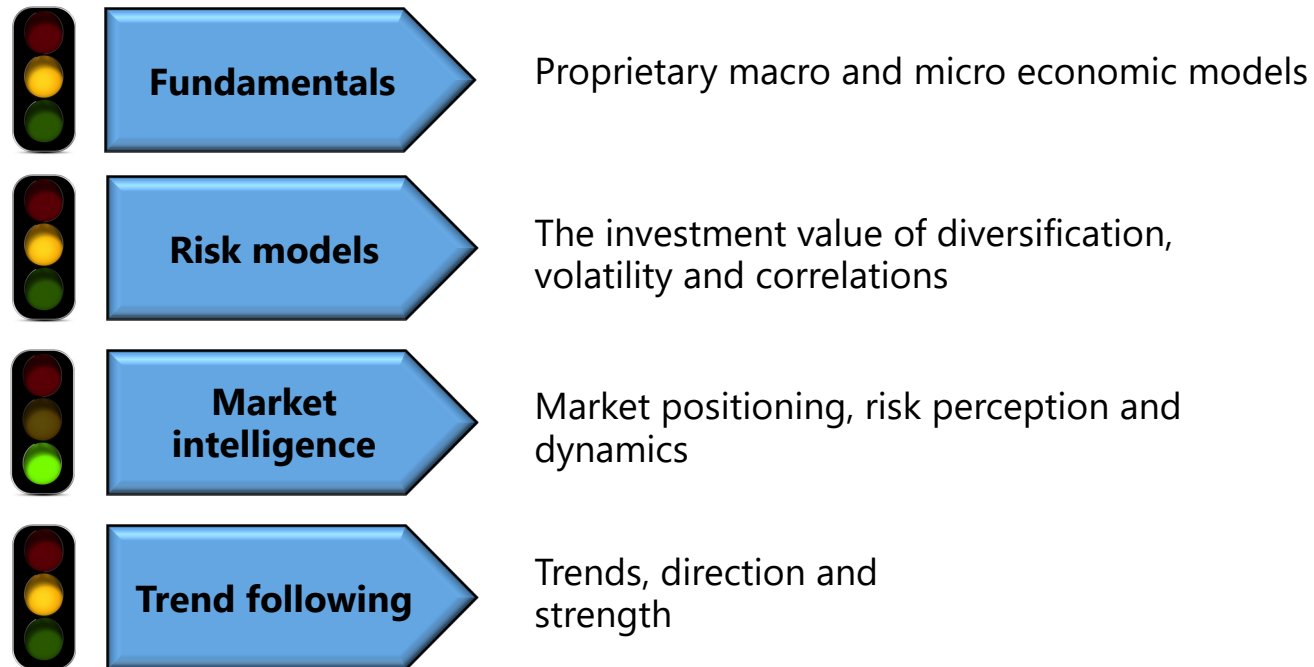 Fundamentals
Proprietary macro and micro economic models
Risk models
The investment value of diversification,
volatility and correlations
Market
intelligence
Market positioning, risk perception and
dynamics
Trend following
Trends, direction and
strength